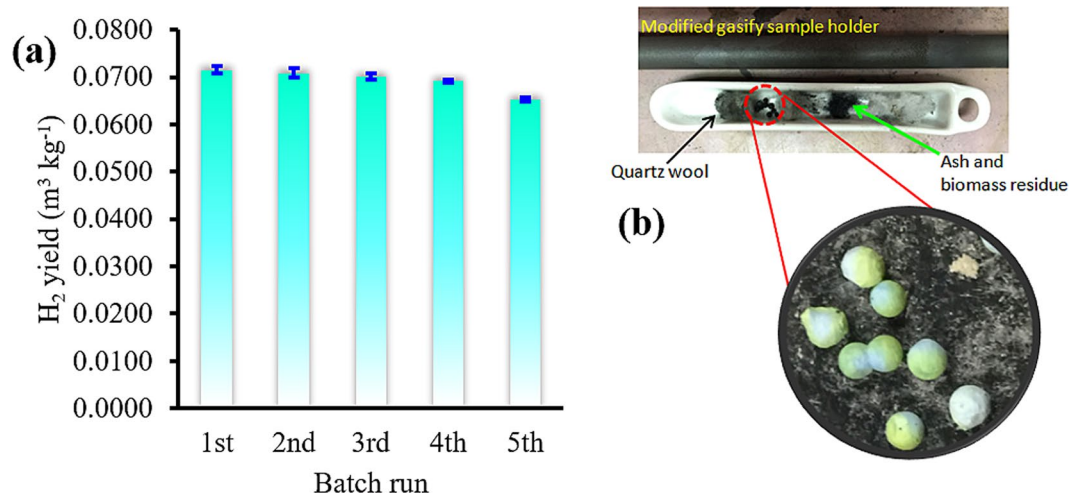 (a)
H₂ yield (m³ kg⁻¹)
0.0800
0.0700
0.0600
0.0500
0.0400
0.0300
0.0200
0.0100
0.0000
1st 2nd 3rd 4th 5th
Batch run
Modified gasify sample holder
Quartz wool
Ash and
biomass residue
(b)